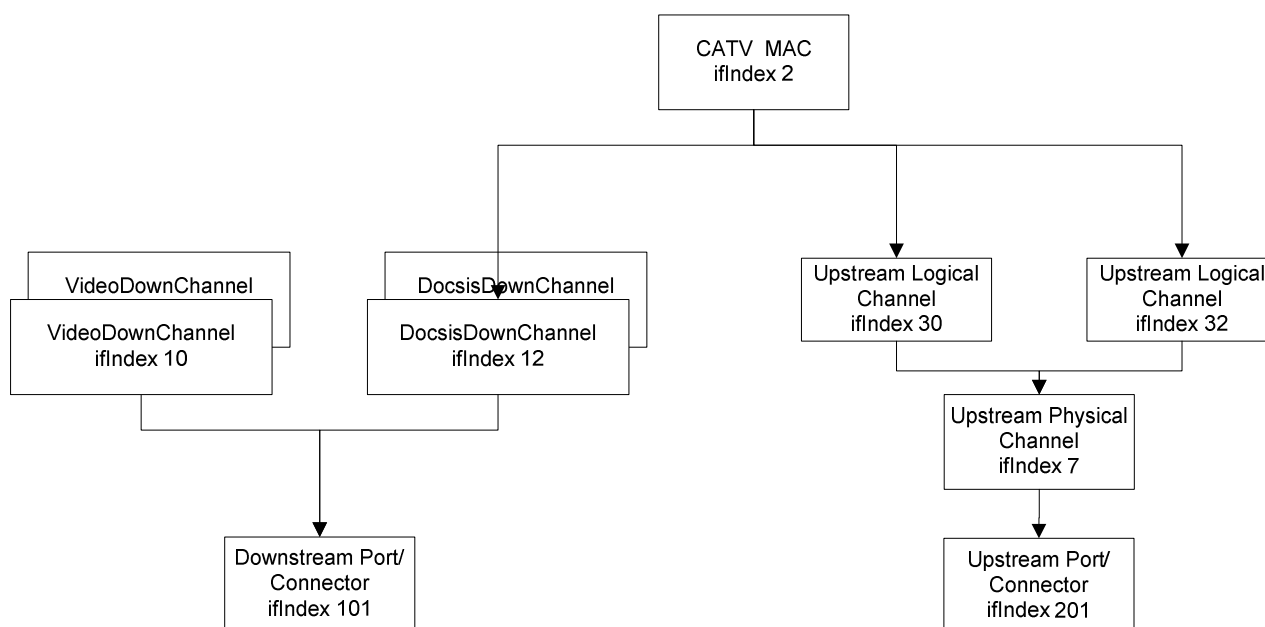 CATV MAC
ifIndex 2
VideoDownChannel
VideoDownChannel
ifIndex 10
DocsisDownChannel
DocsisDownChannel
ifIndex 12
Upstream Logical
Channel
ifIndex 30
Upstream Logical
Channel
ifIndex 32
Upstream Physical
Channel
ifIndex 7
Downstream Port/
Connector
ifIndex 101
Upstream Port/
Connector
ifIndex 201